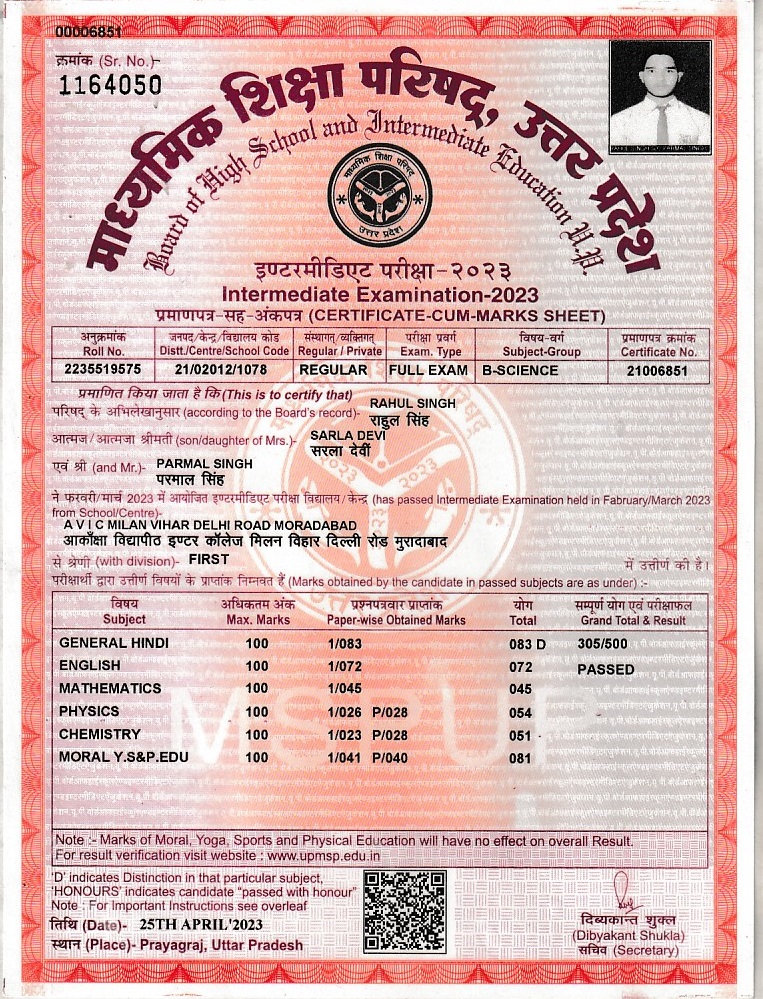 00006851
क्रमांक (Sr. No.)-
1164050
माध्यमिक शिक्षा परिषद्, उत्तर प्रदेश
Board of High School and Intermediate Education U.P.
माध्यमिक शिक्षा परिषद
उत्तर प्रदेश
इण्टरमीडिएट परीक्षा-२०२३
Intermediate Examination-2023
प्रमाणपत्र-सह-अंकपत्र (CERTIFICATE-CUM-MARKS SHEET)
अनुक्रमांक जनपद/केन्द्र/विद्यालय कोड संस्थागत/व्यक्तिगत परीक्षा प्रवर्ग विषय-वर्ग प्रमाणपत्र क्रमांक
Roll No. Distt./Centre/School Code Regular / Private Exam. Type Subject-Group Certificate No.
2235519575 21/02012/1078 REGULAR FULL EXAM B-SCIENCE 21006851
प्रमाणित किया जाता है कि (This is to certify that)
परिषद् के अभिलेखानुसार (according to the Board's record)- RAHUL SINGH
राहुल सिंह
आत्मज/आत्मजा श्रीमती (son/daughter of Mrs.)- SARLA DEVI
सरला देवी
एवं श्री (and Mr.)- PARMAL SINGH
परमाल सिंह
ने फरवरी/मार्च 2023 में आयोजित इण्टरमीडिएट परीक्षा विद्यालय/केन्द्र (has passed Intermediate Examination held in Fabruary/March 2023
from School/Centre)-
A V I C MILAN VIHAR DELHI ROAD MORADABAD
आकाँक्षा विद्यापीठ इण्टर कॉलेज मिलन विहार दिल्ली रोड़ मुरादाबाद
से श्रेणी (with division)- FIRST में उत्तीर्ण की है।
परीक्षार्थी द्वारा उत्तीर्ण विषयों के प्राप्तांक निम्नवत हैं (Marks obtained by the candidate in passed subjects are as under) :-
विषय अधिकतम अंक प्रश्नपत्रवार प्राप्तांक योग सम्पूर्ण योग एवं परीक्षाफल
Subject Max. Marks Paper-wise Obtained Marks Total Grand Total & Result
GENERAL HINDI 100 1/083 083 D 305/500
ENGLISH 100 1/072 072 PASSED
MATHEMATICS 100 1/045 045
PHYSICS 100 1/026 P/028 054
CHEMISTRY 100 1/023 P/028 051
MORAL Y.S&P.EDU 100 1/041 P/040 081
MSPUP
Note :- Marks of Moral, Yoga, Sports and Physical Education will have no effect on overall Result.
For result verification visit website : www.upmsp.edu.in
'D' indicates Distinction in that particular subject,
'HONOURS' indicates candidate "passed with honour"
Note : For Important Instructions see overleaf
तिथि (Date)- 25TH APRIL'2023
स्थान (Place)- Prayagraj, Uttar Pradesh
दिव्यकान्त शुक्ल
(Dibyakant Shukla)
सचिव (Secretary)